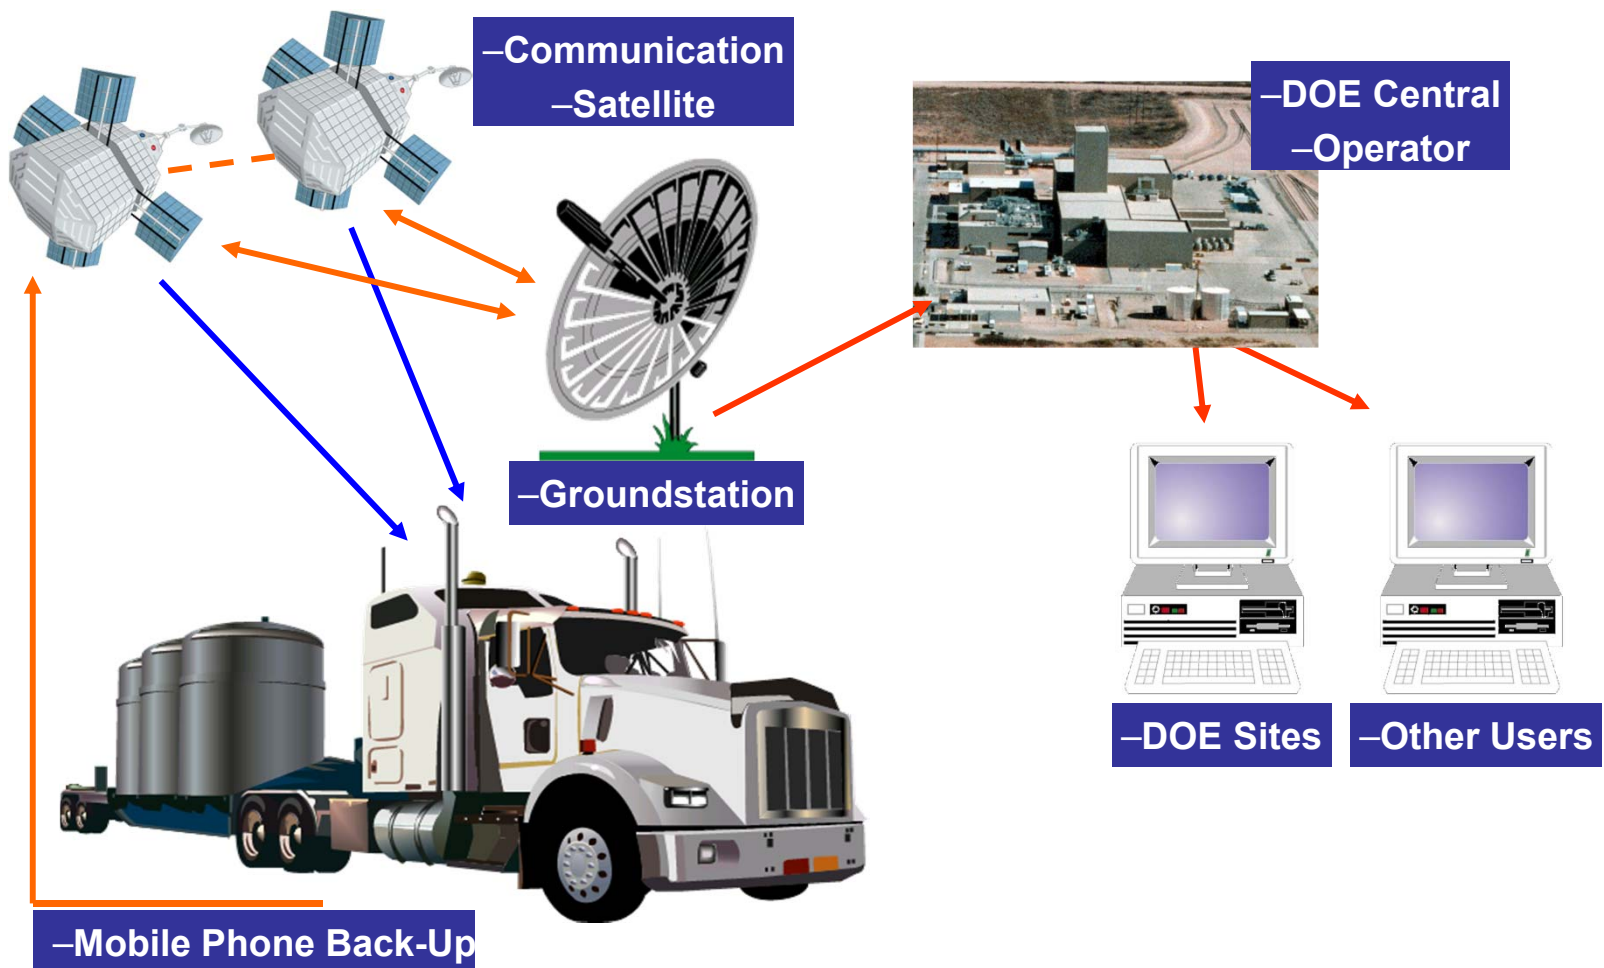 –Communication
–Satellite
–DOE Central
–Operator
–Groundstation
–DOE Sites
–Other Users
–Mobile Phone Back-Up